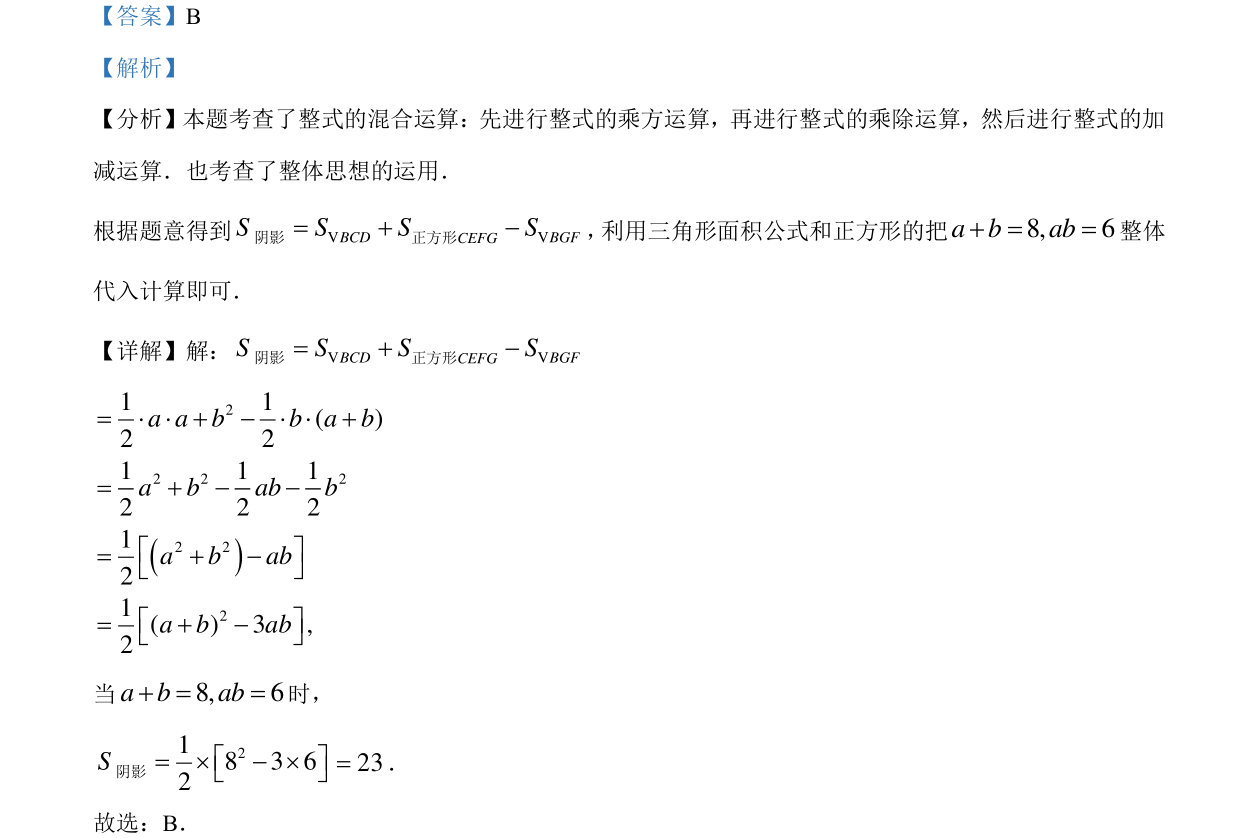 【答案】B
【解析】
【分析】本题考查了整式的混合运算：先进行整式的乘方运算，再进行整式的乘除运算，然后进行整式的加
减运算．也考查了整体思想的运用．
根据题意得到 S阴影 = SVBCD + S正方形CEFG − SVBGF ，利用三角形面积公式和正方形的把 a + b = 8, ab = 6 整体
代入计算即可．
【详解】解： S阴影 = SVBCD + S正方形CEFG − SVBGF
= 1/2 · a · a + b² − 1/2 · b · (a + b)
= 1/2 a² + b² − 1/2 ab − 1/2 b²
= 1/2 [(a² + b²) − ab]
= 1/2 [(a + b)² − 3ab],
当 a + b = 8, ab = 6 时，
S阴影 = 1/2 × [8² − 3 × 6] = 23．
故选：B．